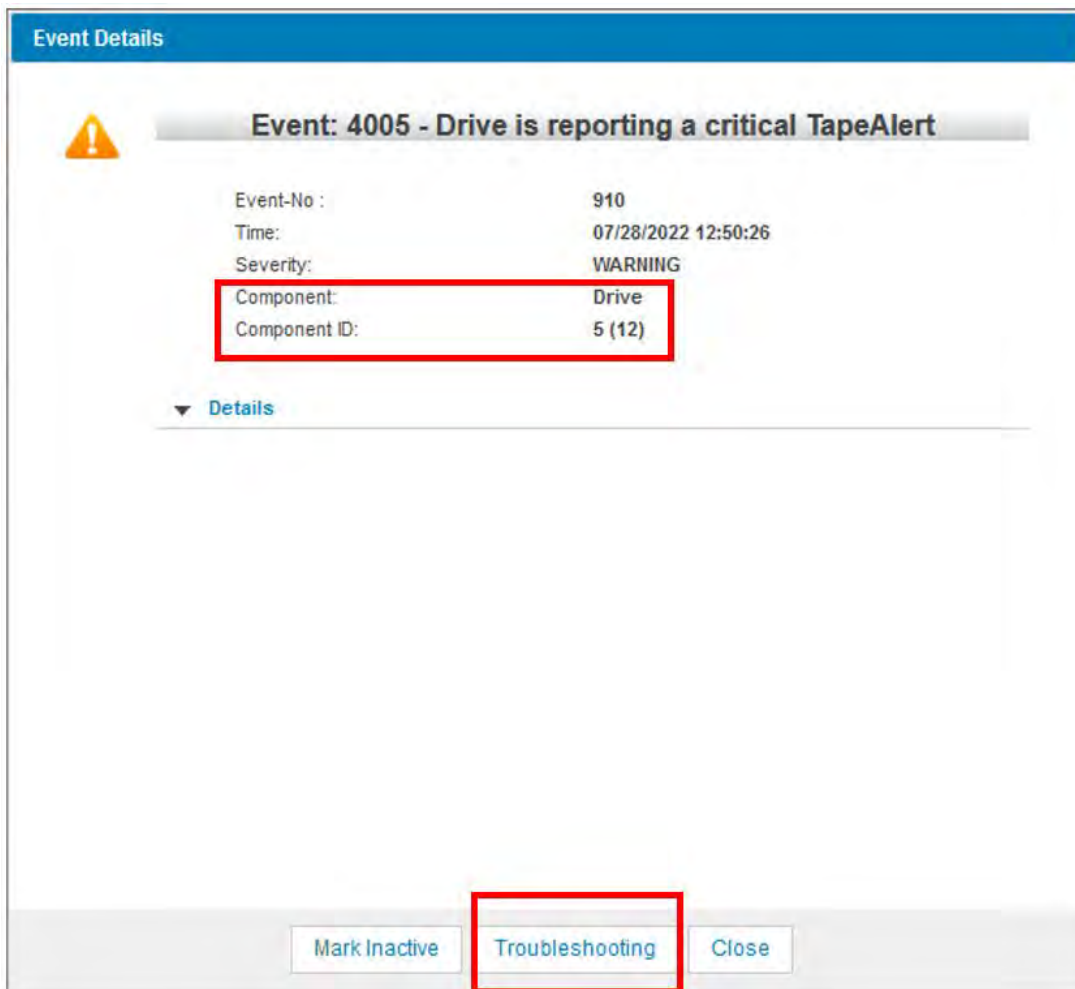 Event Details
Event: 4005 - Drive is reporting a critical TapeAlert
Event-No : 910
Time: 07/28/2022 12:50:26
Severity: WARNING
Component: Drive
Component ID: 5 (12)
Details
Mark Inactive Troubleshooting Close